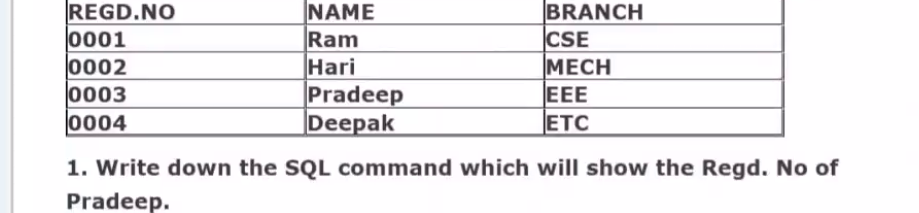 REGD.NO NAME BRANCH
0001 Ram CSE
0002 Hari MECH
0003 Pradeep EEE
0004 Deepak ETC
1. Write down the SQL command which will show the Regd. No of
Pradeep.